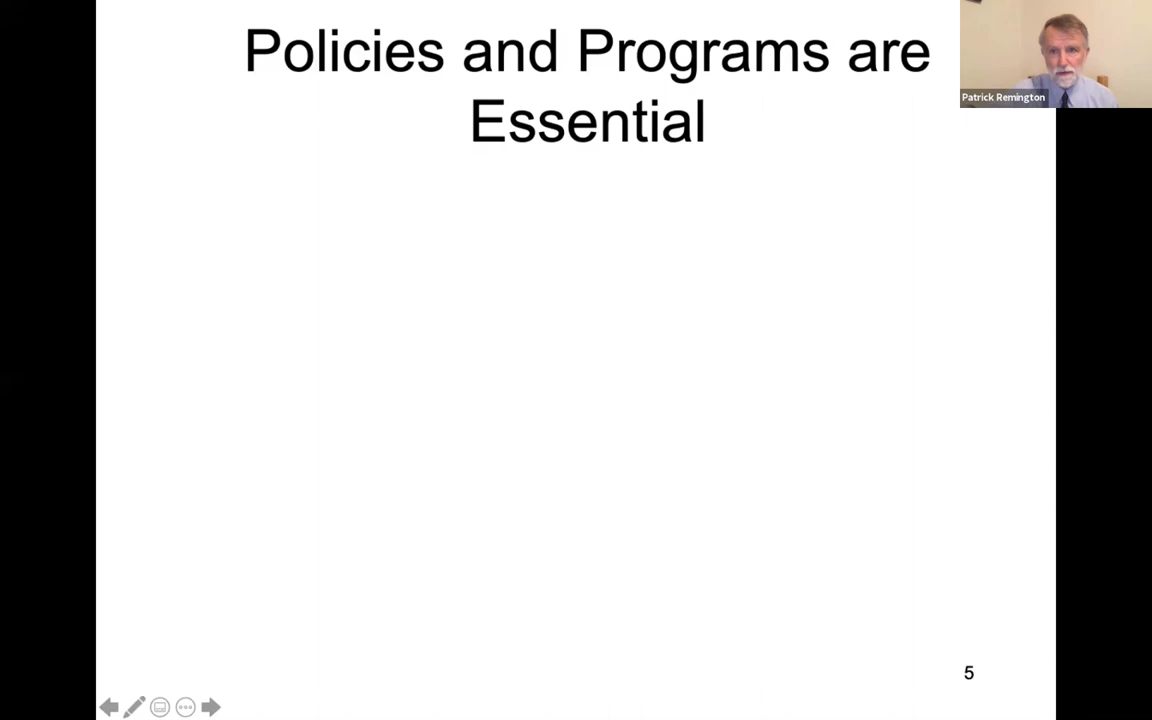 Policies and Programs are
Essential
Patrick Remington
5